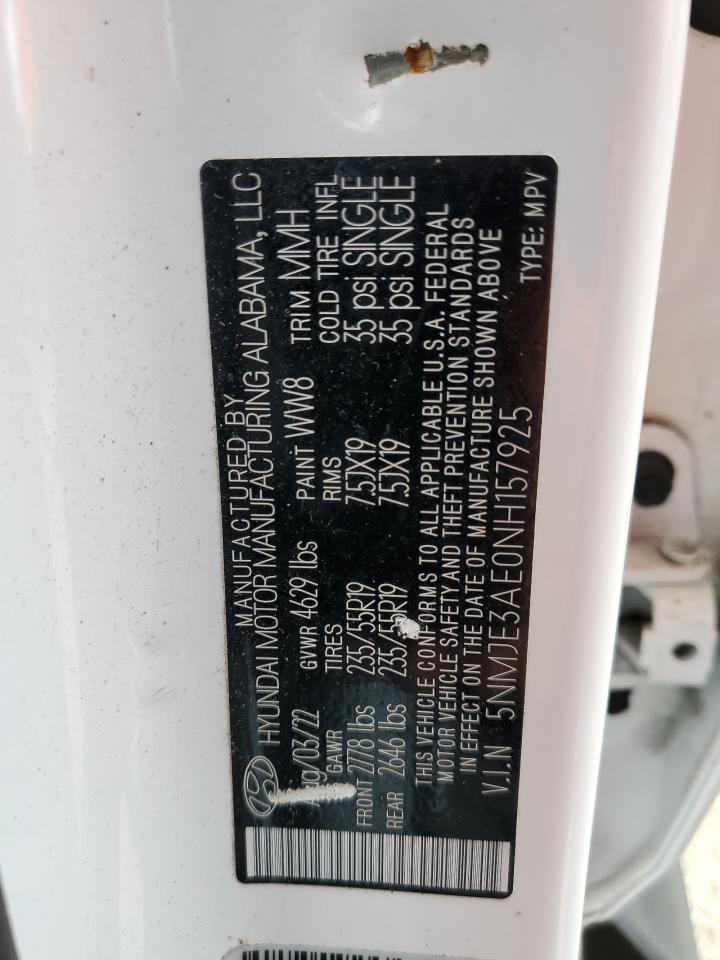 MANUFACTURED BY
HYUNDAI MOTOR MANUFACTURING ALABAMA, LLC
/03/22 GVWR 4629 lbs PAINT WW8 TRIM MMH
GAWR TIRES RIMS COLD TIRE INFL
FRONT 2778 lbs 235/55R19 7.5JX19 35 psi SINGLE
REAR 2646 lbs 235/55R19 7.5JX19 35 psi SINGLE
THIS VEHICLE CONFORMS TO ALL APPLICABLE U.S.A. FEDERAL
MOTOR VEHICLE SAFETY AND THEFT PREVENTION STANDARDS
IN EFFECT ON THE DATE OF MANUFACTURE SHOWN ABOVE
V.I.N 5NMJE3AE0NH157925 TYPE: MPV